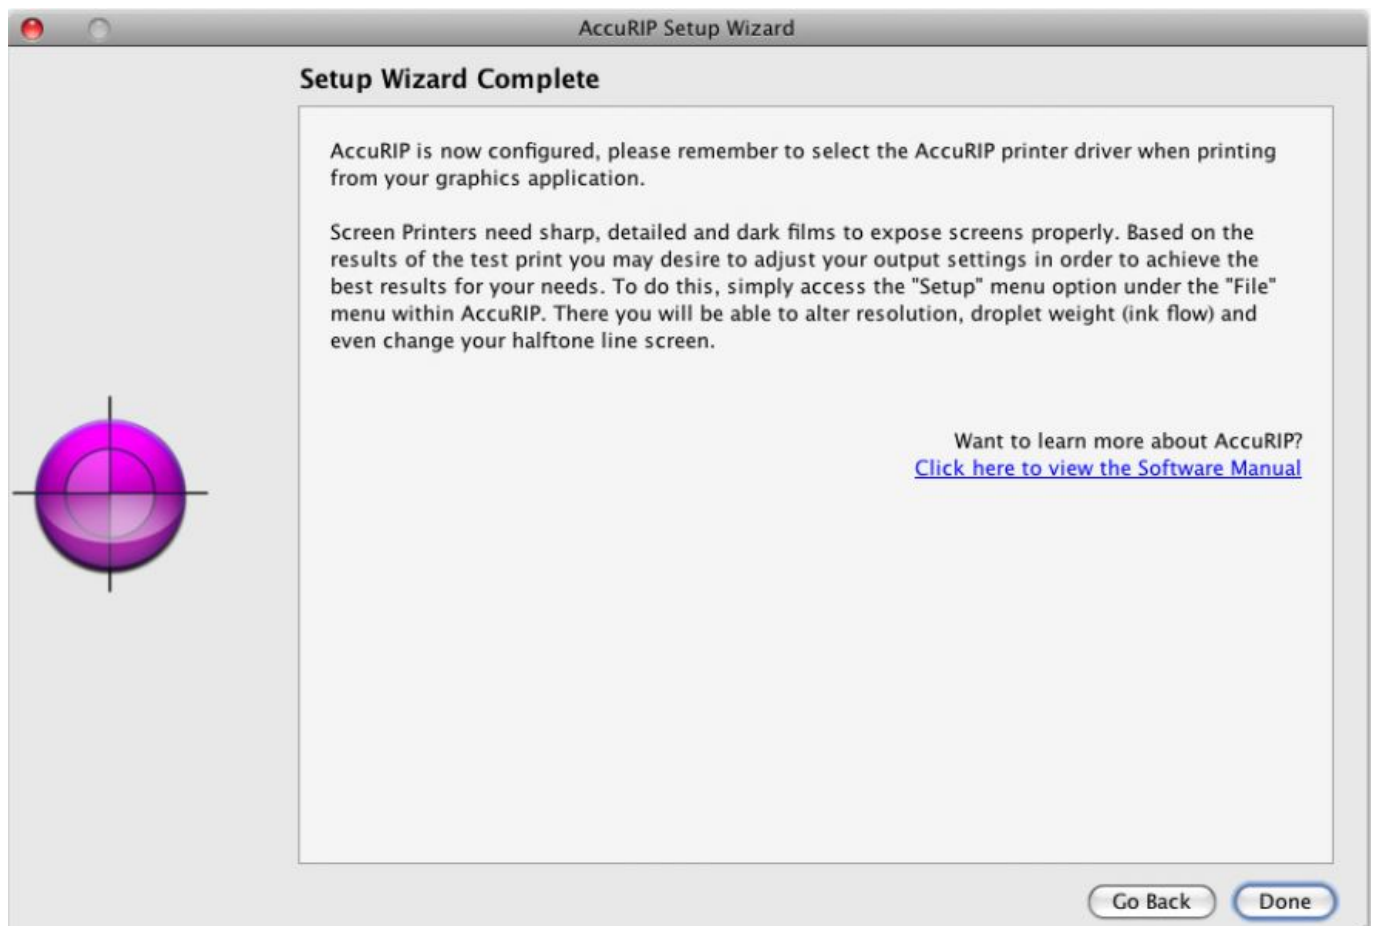 AccuRIP Setup Wizard
Setup Wizard Complete
AccuRIP is now configured, please remember to select the AccuRIP printer driver when printing
from your graphics application.
Screen Printers need sharp, detailed and dark films to expose screens properly. Based on the
results of the test print you may desire to adjust your output settings in order to achieve the
best results for your needs. To do this, simply access the "Setup" menu option under the "File"
menu within AccuRIP. There you will be able to alter resolution, droplet weight (ink flow) and
even change your halftone line screen.
Want to learn more about AccuRIP?
Click here to view the Software Manual
Go Back
Done